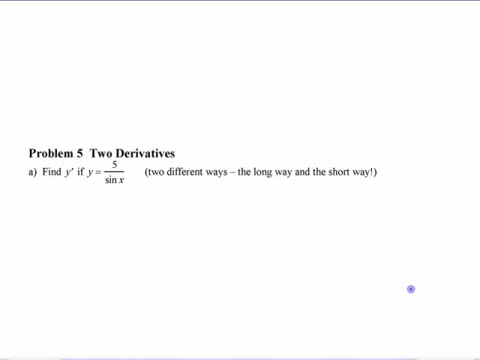 Problem 5 Two Derivatives
a) Find y' if y = 5/sin x (two different ways – the long way and the short way!)